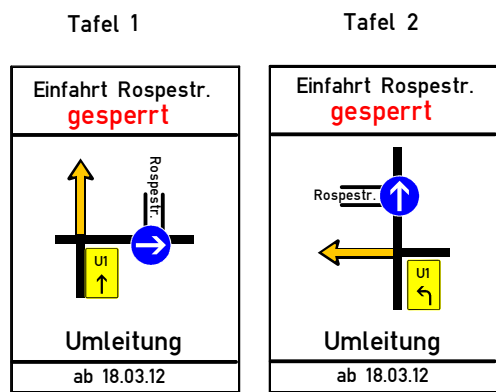 Tafel 1
Einfahrt Rospestr.
gesperrt
Rospestr.
U1
Umleitung
ab 18.03.12
Tafel 2
Einfahrt Rospestr.
gesperrt
Rospestr.
U1
Umleitung
ab 18.03.12